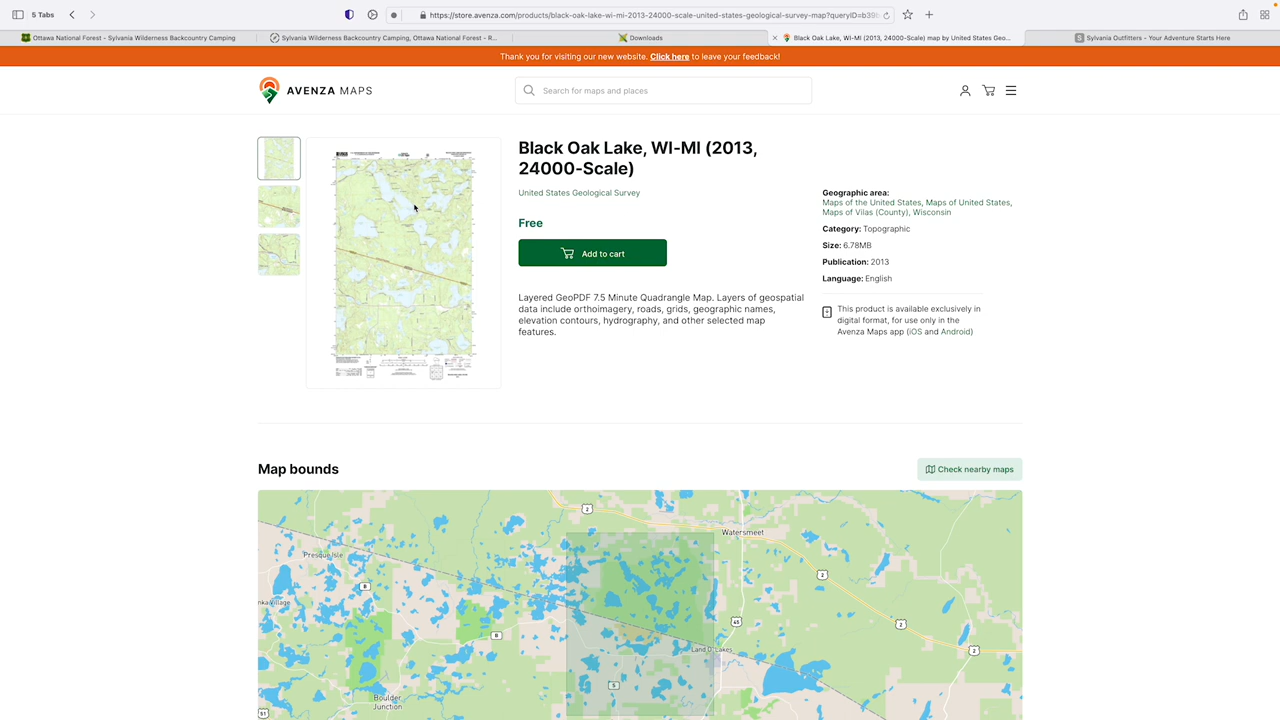 5 Tabs
https://store.avenza.com/products/black-oak-lake-wi-mi-2013-24000-scale-united-states-geological-survey-map?queryID=b39
Ottawa National Forest - Sylvania Wilderness Backcountry Camping
Sylvania Wilderness Backcountry Camping, Ottawa National Forest - R...
Downloads
Black Oak Lake, WI-MI (2013, 24000-Scale) map by United States Geo...
Sylvania Outfitters - Your Adventure Starts Here
Thank you for visiting our new website. Click here to leave your feedback!
AVENZA MAPS
Search for maps and places
Black Oak Lake, WI-MI (2013,
24000-Scale)
United States Geological Survey
Free
Add to cart
Layered GeoPDF 7.5 Minute Quadrangle Map. Layers of geospatial
data include orthoimagery, roads, grids, geographic names,
elevation contours, hydrography, and other selected map
features.
Geographic area:
Maps of the United States, Maps of United States,
Maps of Vilas (County), Wisconsin
Category: Topographic
Size: 6.78MB
Publication: 2013
Language: English
This product is available exclusively in
digital format, for use only in the
Avenza Maps app (iOS and Android)
Map bounds
Check nearby maps
2
Watersmeet
Presque Isle
2
B
nka Village
45
2
B
Land O' Lakes
2
S
Boulder
Junction
51